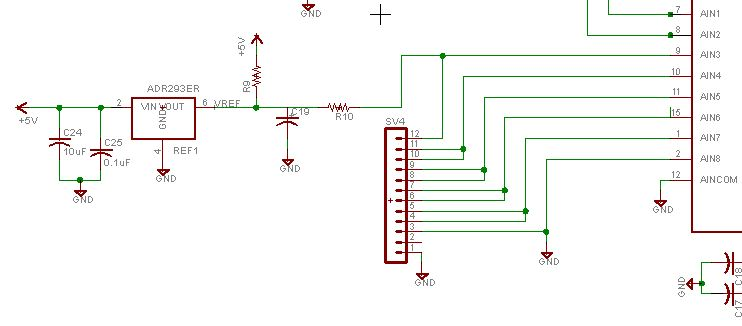 GND
7 AIN1
8 AIN2
+5V
9 AIN3
R9
10 AIN4
ADR293ER
11 AIN5
2 VIN VOUT 6 VREF
C19
R10
15 AIN6
+5V
GND
SV4
C24
10uF
C25
0.1uF
4
REF1
12
11
10
9
8
7
6
5
4
3
2
1
+
1 AIN7
2 AIN8
12 AINCOM
GND
GND
GND
GND
GND
GND
GND
C18
C17